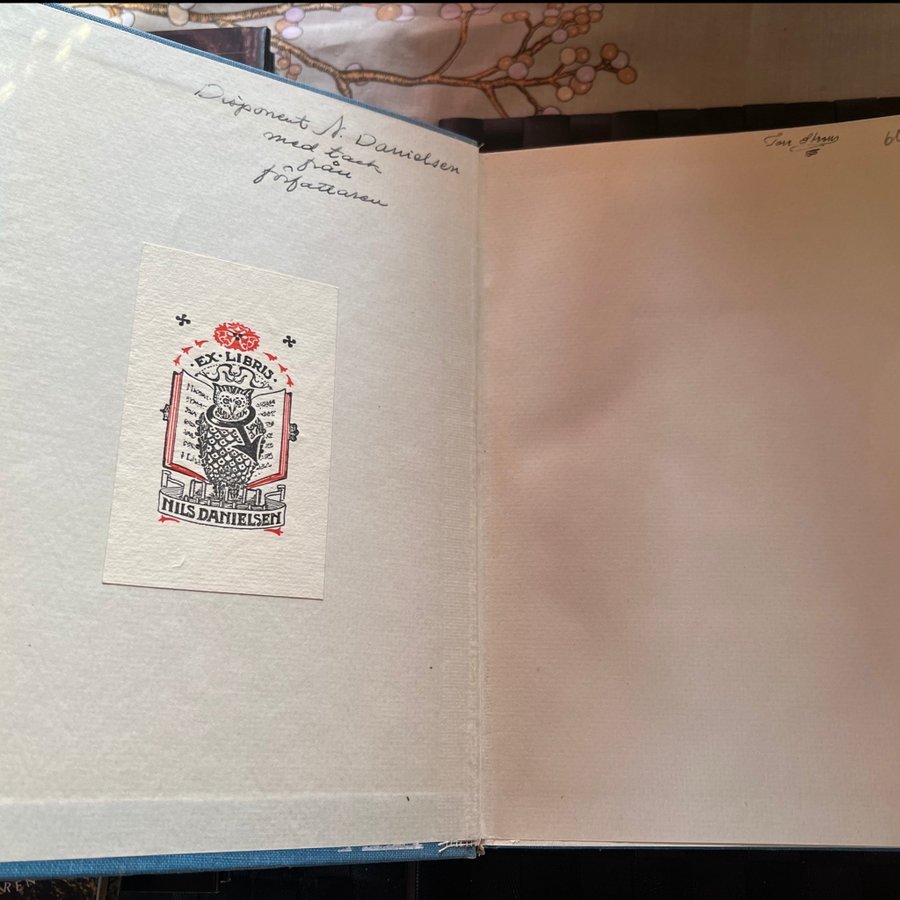 Disponent N. Danielsen
med tack
från
författaren
EX·LIBRIS·
NILS DANIELSEN